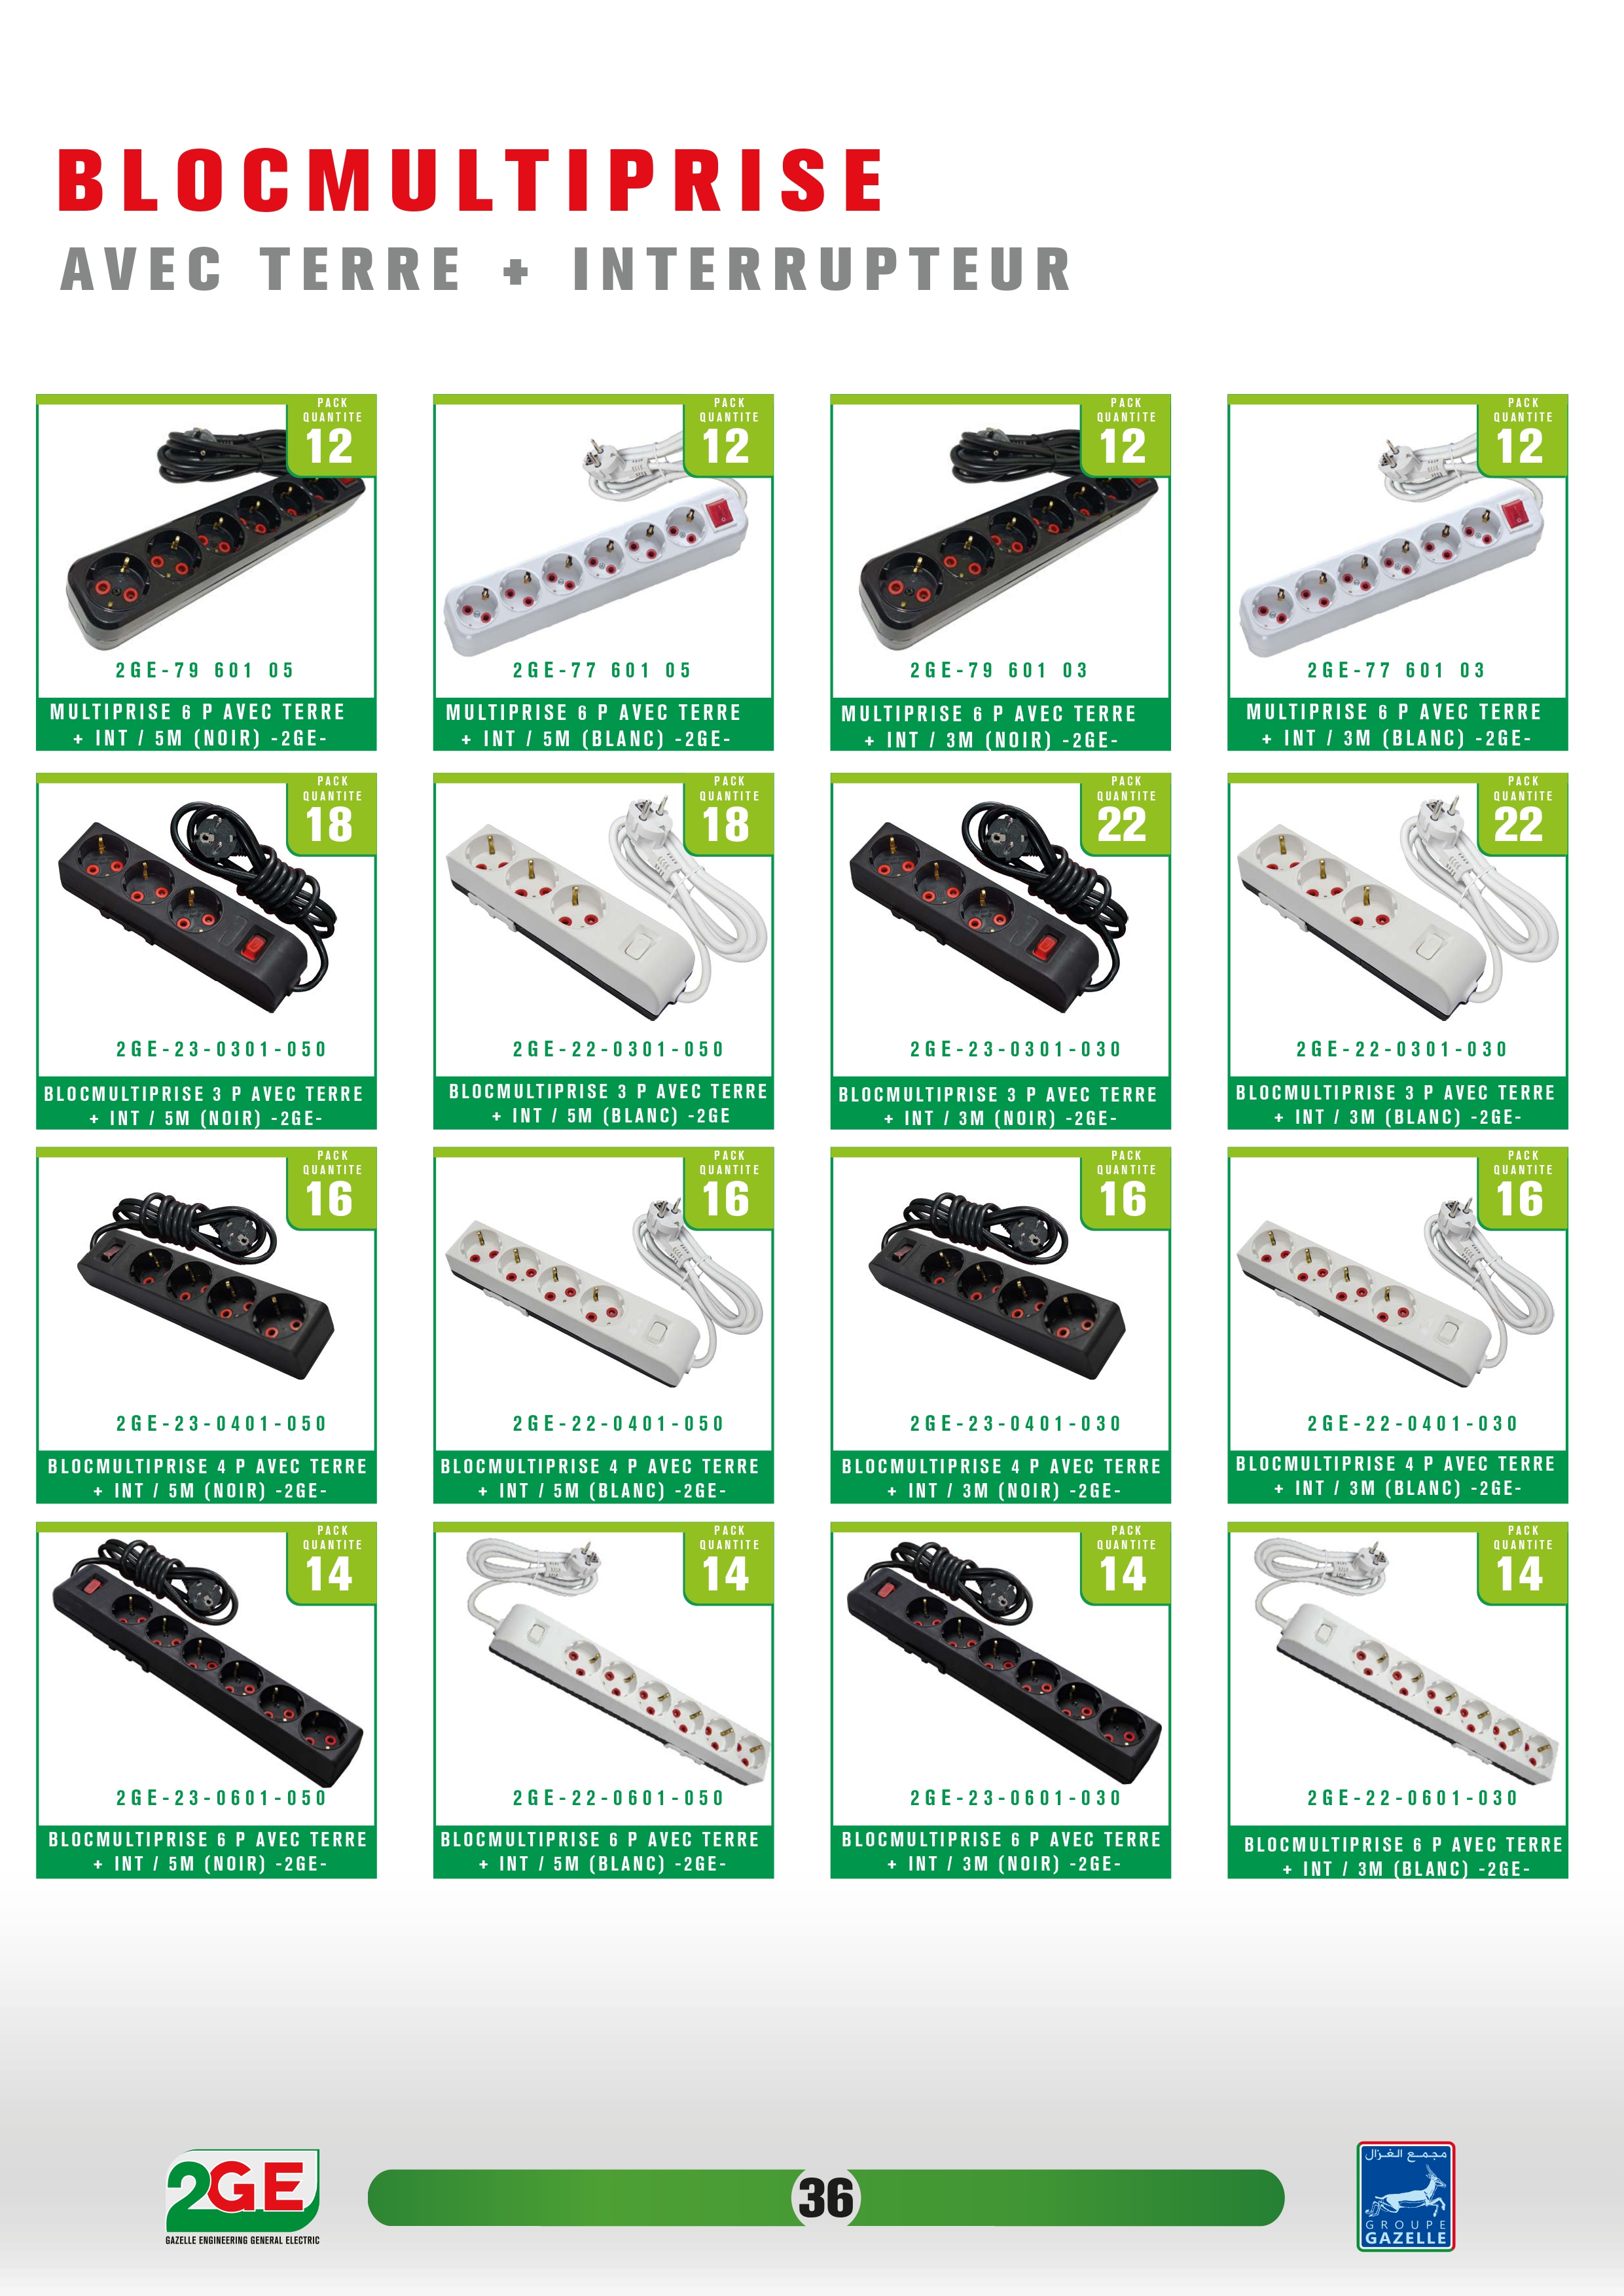 BLOCMULTIPRISE
AVEC TERRE + INTERRUPTEUR
PACK
QUANTITE
12
2GE-79 601 05
MULTIPRISE 6 P AVEC TERRE
+ INT / 5M (NOIR) -2GE-
PACK
QUANTITE
12
2GE-77 601 05
MULTIPRISE 6 P AVEC TERRE
+ INT / 5M (BLANC) -2GE-
PACK
QUANTITE
12
2GE-79 601 03
MULTIPRISE 6 P AVEC TERRE
+ INT / 3M (NOIR) -2GE-
PACK
QUANTITE
12
2GE-77 601 03
MULTIPRISE 6 P AVEC TERRE
+ INT / 3M (BLANC) -2GE-
PACK
QUANTITE
18
2GE-23-0301-050
BLOCMULTIPRISE 3 P AVEC TERRE
+ INT / 5M (NOIR) -2GE-
PACK
QUANTITE
18
2GE-22-0301-050
BLOCMULTIPRISE 3 P AVEC TERRE
+ INT / 5M (BLANC) -2GE
PACK
QUANTITE
22
2GE-23-0301-030
BLOCMULTIPRISE 3 P AVEC TERRE
+ INT / 3M (NOIR) -2GE-
PACK
QUANTITE
22
2GE-22-0301-030
BLOCMULTIPRISE 3 P AVEC TERRE
+ INT / 3M (BLANC) -2GE-
PACK
QUANTITE
16
2GE-23-0401-050
BLOCMULTIPRISE 4 P AVEC TERRE
+ INT / 5M (NOIR) -2GE-
PACK
QUANTITE
16
2GE-22-0401-050
BLOCMULTIPRISE 4 P AVEC TERRE
+ INT / 5M (BLANC) -2GE-
PACK
QUANTITE
16
2GE-23-0401-030
BLOCMULTIPRISE 4 P AVEC TERRE
+ INT / 3M (NOIR) -2GE-
PACK
QUANTITE
16
2GE-22-0401-030
BLOCMULTIPRISE 4 P AVEC TERRE
+ INT / 3M (BLANC) -2GE-
PACK
QUANTITE
14
2GE-23-0601-050
BLOCMULTIPRISE 6 P AVEC TERRE
+ INT / 5M (NOIR) -2GE-
PACK
QUANTITE
14
2GE-22-0601-050
BLOCMULTIPRISE 6 P AVEC TERRE
+ INT / 5M (BLANC) -2GE-
PACK
QUANTITE
14
2GE-23-0601-030
BLOCMULTIPRISE 6 P AVEC TERRE
+ INT / 3M (NOIR) -2GE-
PACK
QUANTITE
14
2GE-22-0601-030
BLOCMULTIPRISE 6 P AVEC TERRE
+ INT / 3M (BLANC) -2GE-
2GE
GAZELLE ENGINEERING GENERAL ELECTRIC
36
مجمع الغزال
GROUPE
GAZELLE